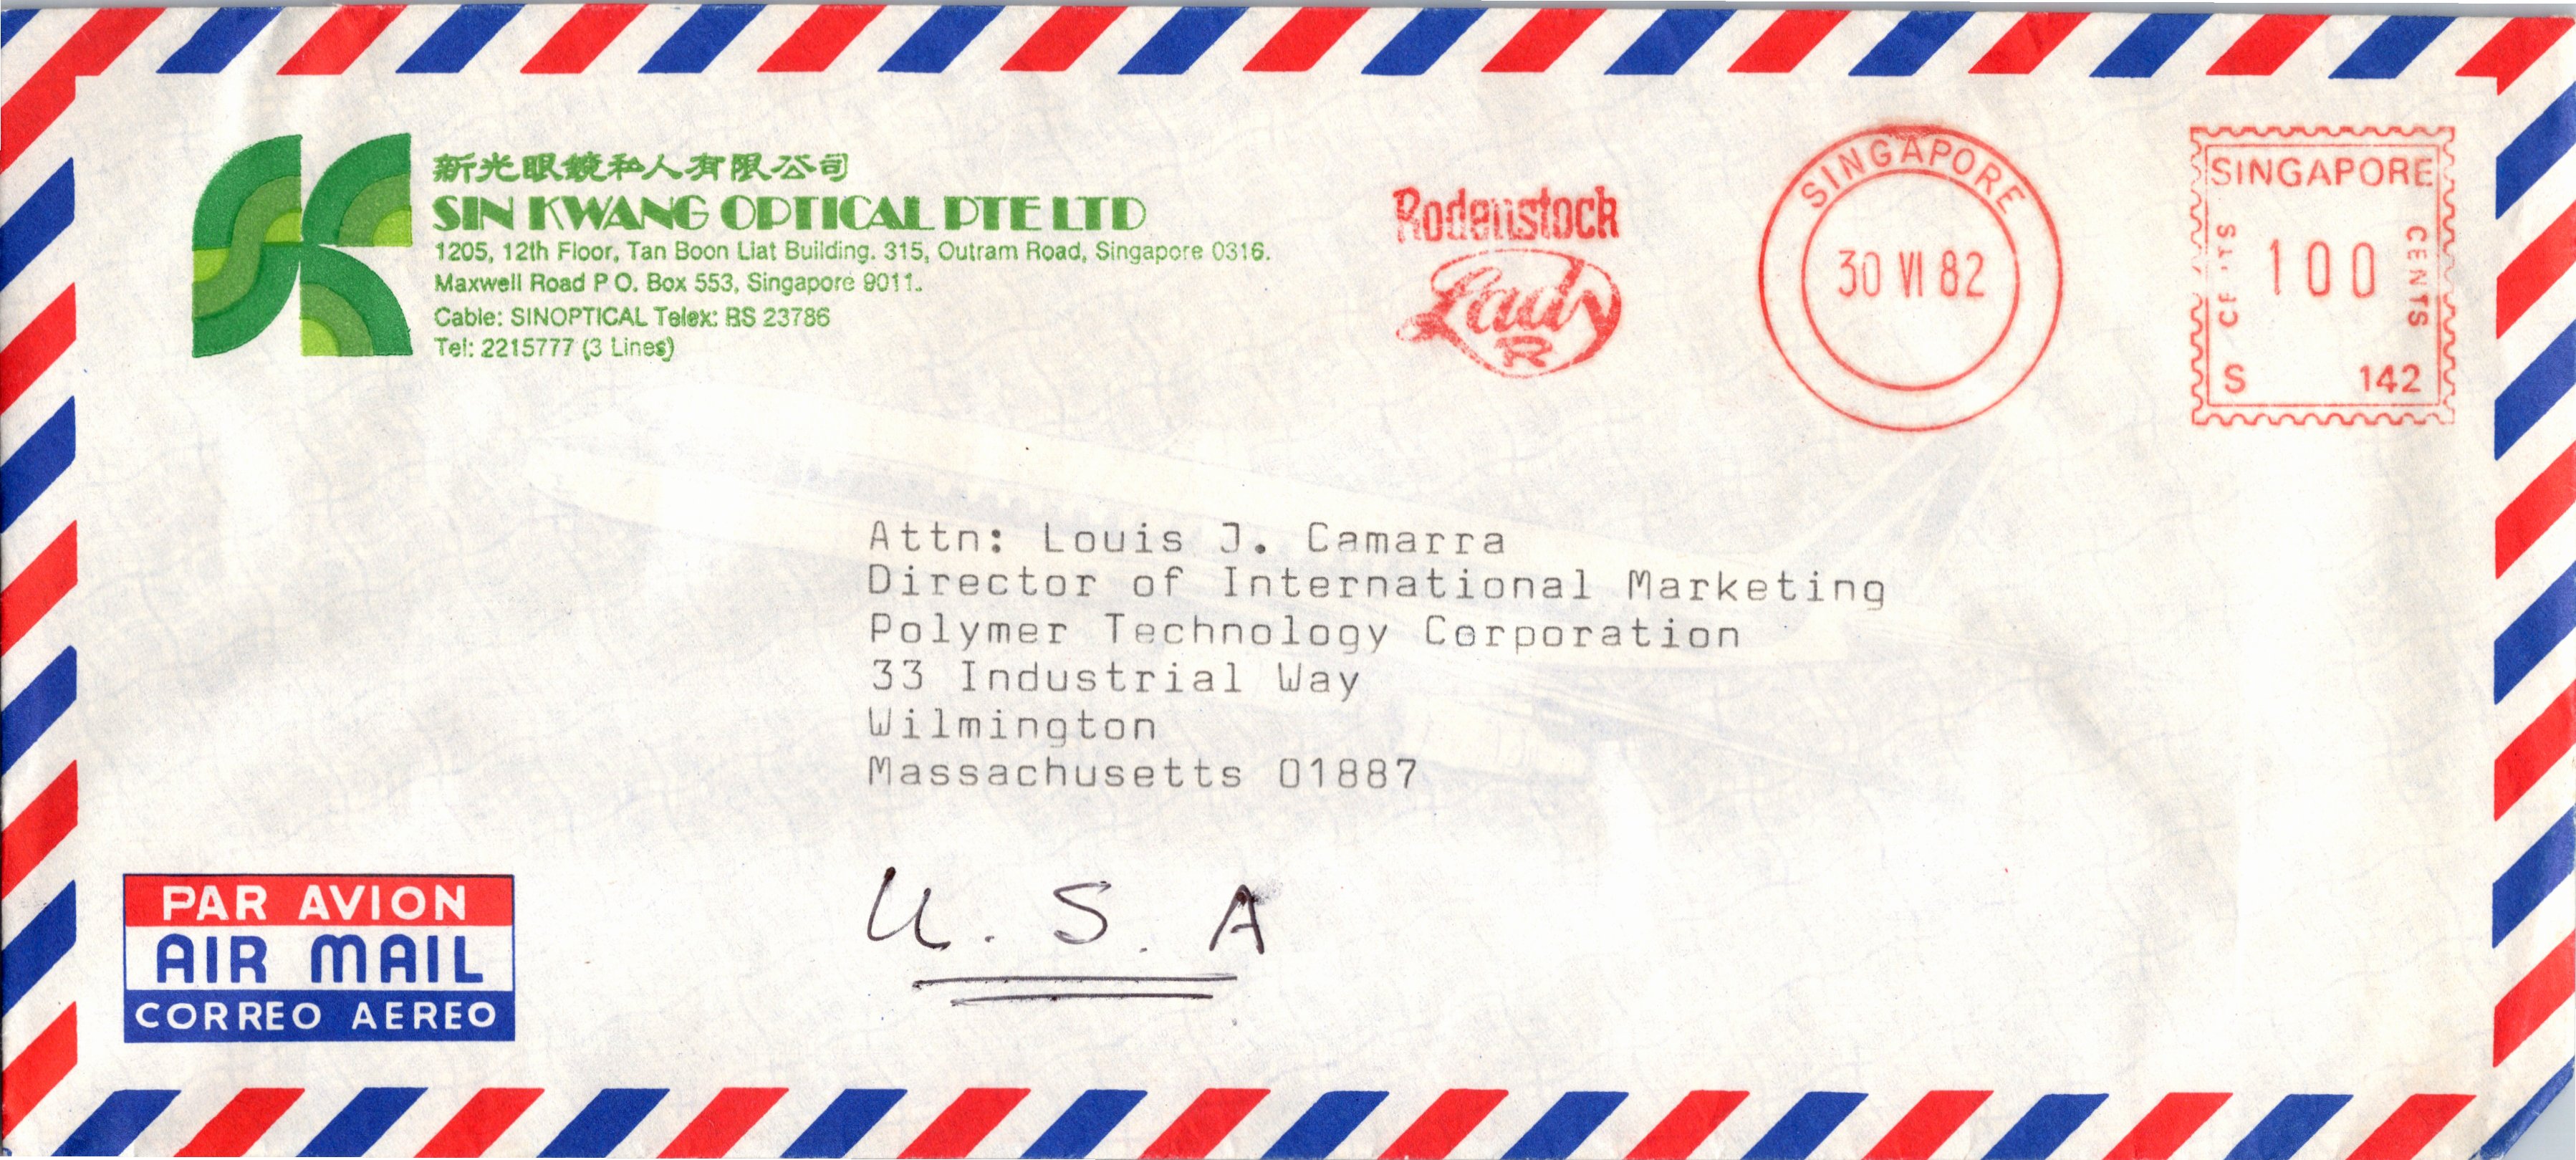 新光眼鏡私人有限公司
SIN KWANG OPTICAL PTE LTD
1205, 12th Floor, Tan Boon Liat Building. 315, Outram Road, Singapore 0316.
Maxwell Road P O. Box 553, Singapore 9011.
Cable: SINOPTICAL Telex: RS 23786
Tel: 2215777 (3 Lines)
Rodenstock
Lady
R
SINGAPORE
30 VI 82
SINGAPORE
CENTS
100
CENTS
S 142
Attn: Louis J. Camarra
Director of International Marketing
Polymer Technology Corporation
33 Industrial Way
Wilmington
Massachusetts 01887
U. S. A
PAR AVION
AIR MAIL
CORREO AEREO